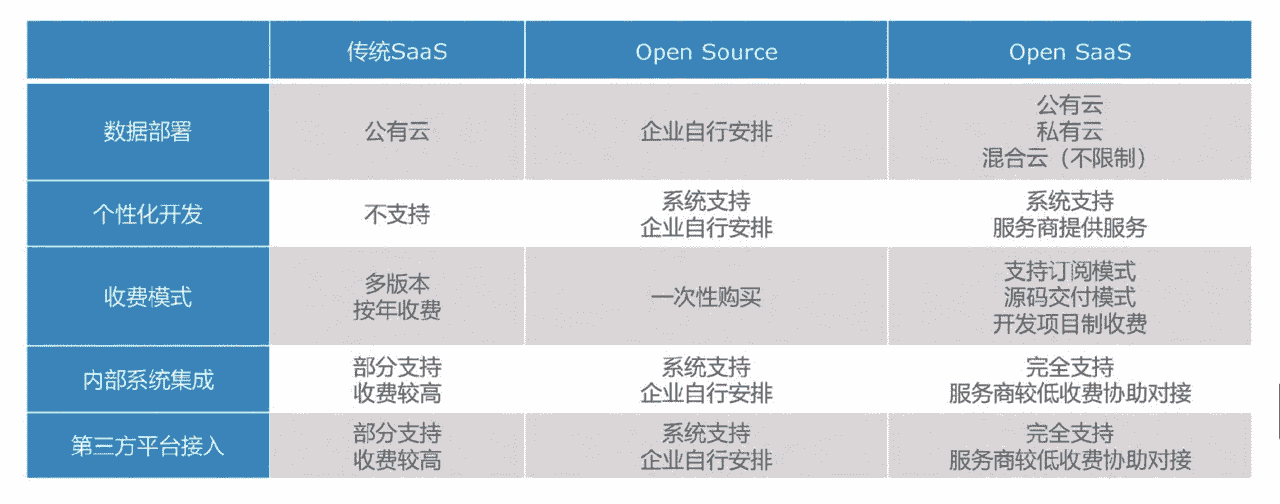 传统SaaS Open Source Open SaaS
数据部署 公有云 企业自行安排 公有云
私有云
混合云（不限制）
个性化开发 不支持 系统支持
企业自行安排 系统支持
服务商提供服务
收费模式 多版本
按年收费 一次性购买 支持订阅模式
源码交付模式
开发项目制收费
内部系统集成 部分支持
收费较高 系统支持
企业自行安排 完全支持
服务商较低收费协助对接
第三方平台接入 部分支持
收费较高 系统支持
企业自行安排 完全支持
服务商较低收费协助对接